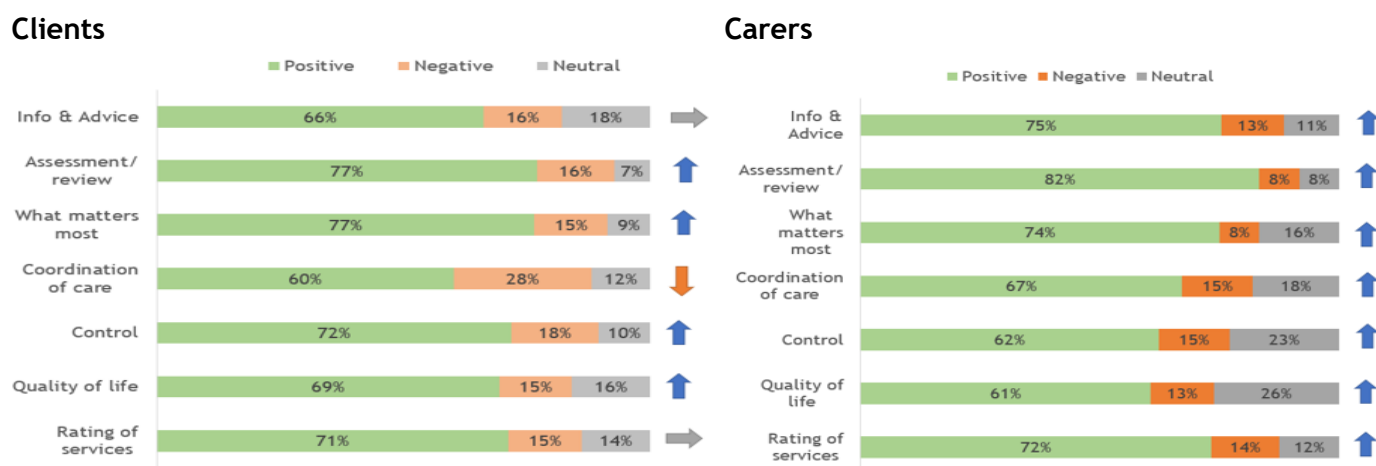 Clients
Positive Negative Neutral
Info & Advice
66% 16% 18%
Assessment/
review
77% 16% 7%
What matters
most
77% 15% 9%
Coordination
of care
60% 28% 12%
Control
72% 18% 10%
Quality of life
69% 15% 16%
Rating of
services
71% 15% 14%
Carers
Positive Negative Neutral
Info &
Advice
75% 13% 11%
Assessment/
review
82% 8% 8%
What
matters
most
74% 8% 16%
Coordination
of care
67% 15% 18%
Control
62% 15% 23%
Quality of
life
61% 13% 26%
Rating of
services
72% 14% 12%